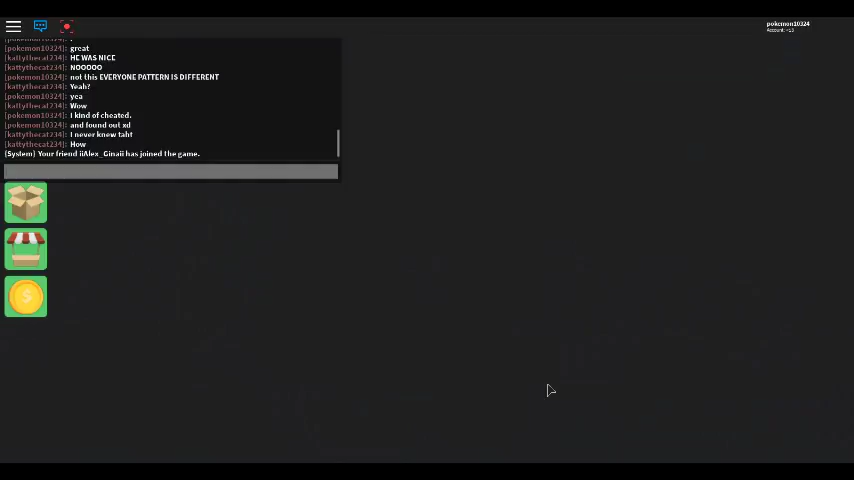 pokemon10324
Account: +13
[pokemon10324]: great
[kattythecat234]: HE WAS NICE
[kattythecat234]: NOOOOO
[pokemon10324]: not this EVERYONE PATTERN IS DIFFERENT
[kattythecat234]: Yeah?
[pokemon10324]: yea
[kattythecat234]: Wow
[pokemon10324]: I kind of cheated.
[pokemon10324]: and found out xd
[kattythecat234]: I never knew taht
[kattythecat234]: How
{System} Your friend iiAlex_Ginaii has joined the game.
$